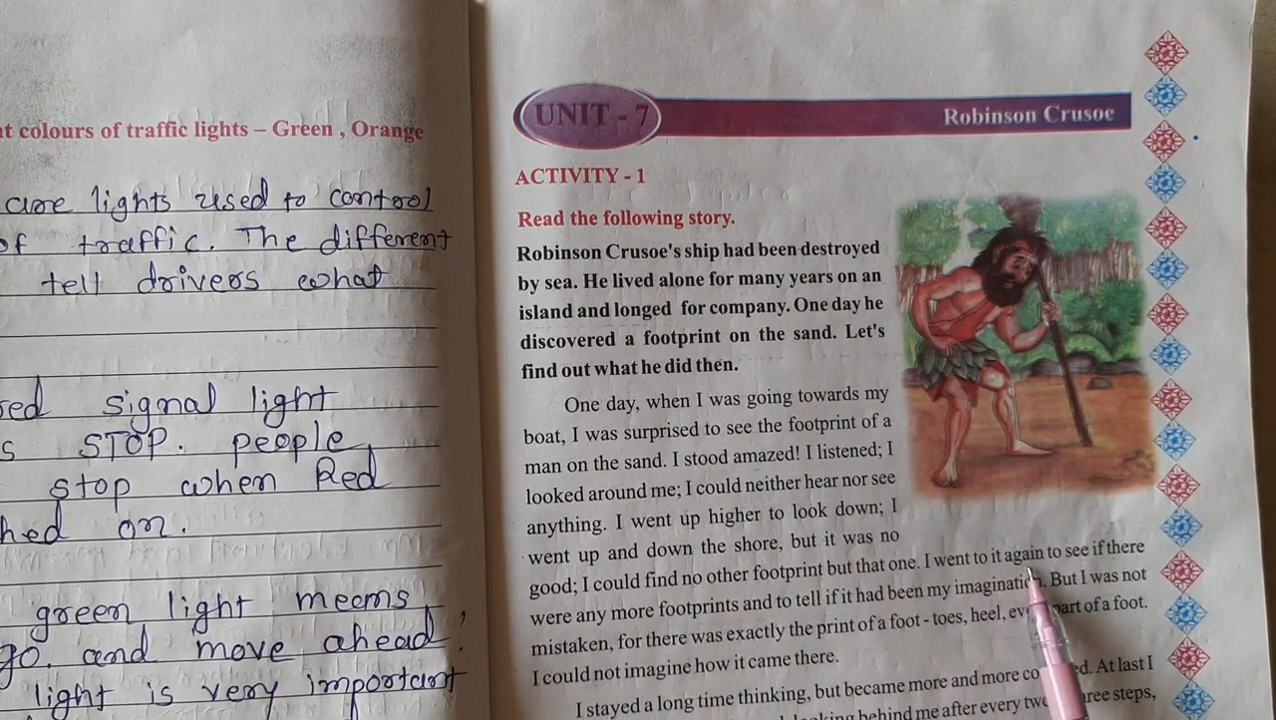 nt colours of traffic lights – Green , Orange
are lights used to control
of traffic. The different
tell drivers what
red signal light
s STOP. people
stop when Red
hed on.
green light means
go. and move ahead.
light is very important
UNIT - 7
Robinson Crusoe
ACTIVITY - 1
Read the following story.
Robinson Crusoe's ship had been destroyed
by sea. He lived alone for many years on an
island and longed for company. One day he
discovered a footprint on the sand. Let's
find out what he did then.
One day, when I was going towards my
boat, I was surprised to see the footprint of a
man on the sand. I stood amazed! I listened; I
looked around me; I could neither hear nor see
anything. I went up higher to look down; I
went up and down the shore, but it was no
good; I could find no other footprint but that one. I went to it again to see if there
were any more footprints and to tell if it had been my imagination. But I was not
mistaken, for there was exactly the print of a foot - toes, heel, part of a foot.
I could not imagine how it came there.
I stayed a long time thinking, but became more and more At last I
looking behind me after every steps,